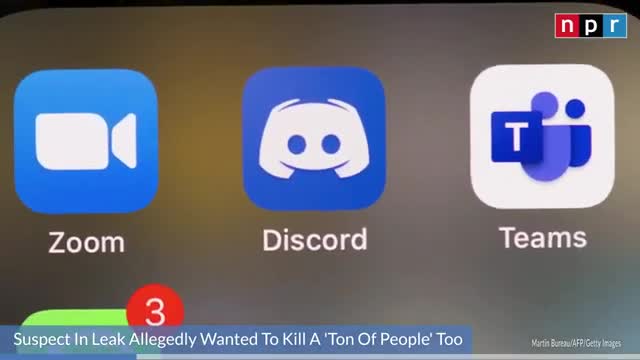 npr
T
Zoom
Discord
Teams
3
Suspect In Leak Allegedly Wanted To Kill A 'Ton Of People' Too
Martin Bureau/AFP/Getty Images